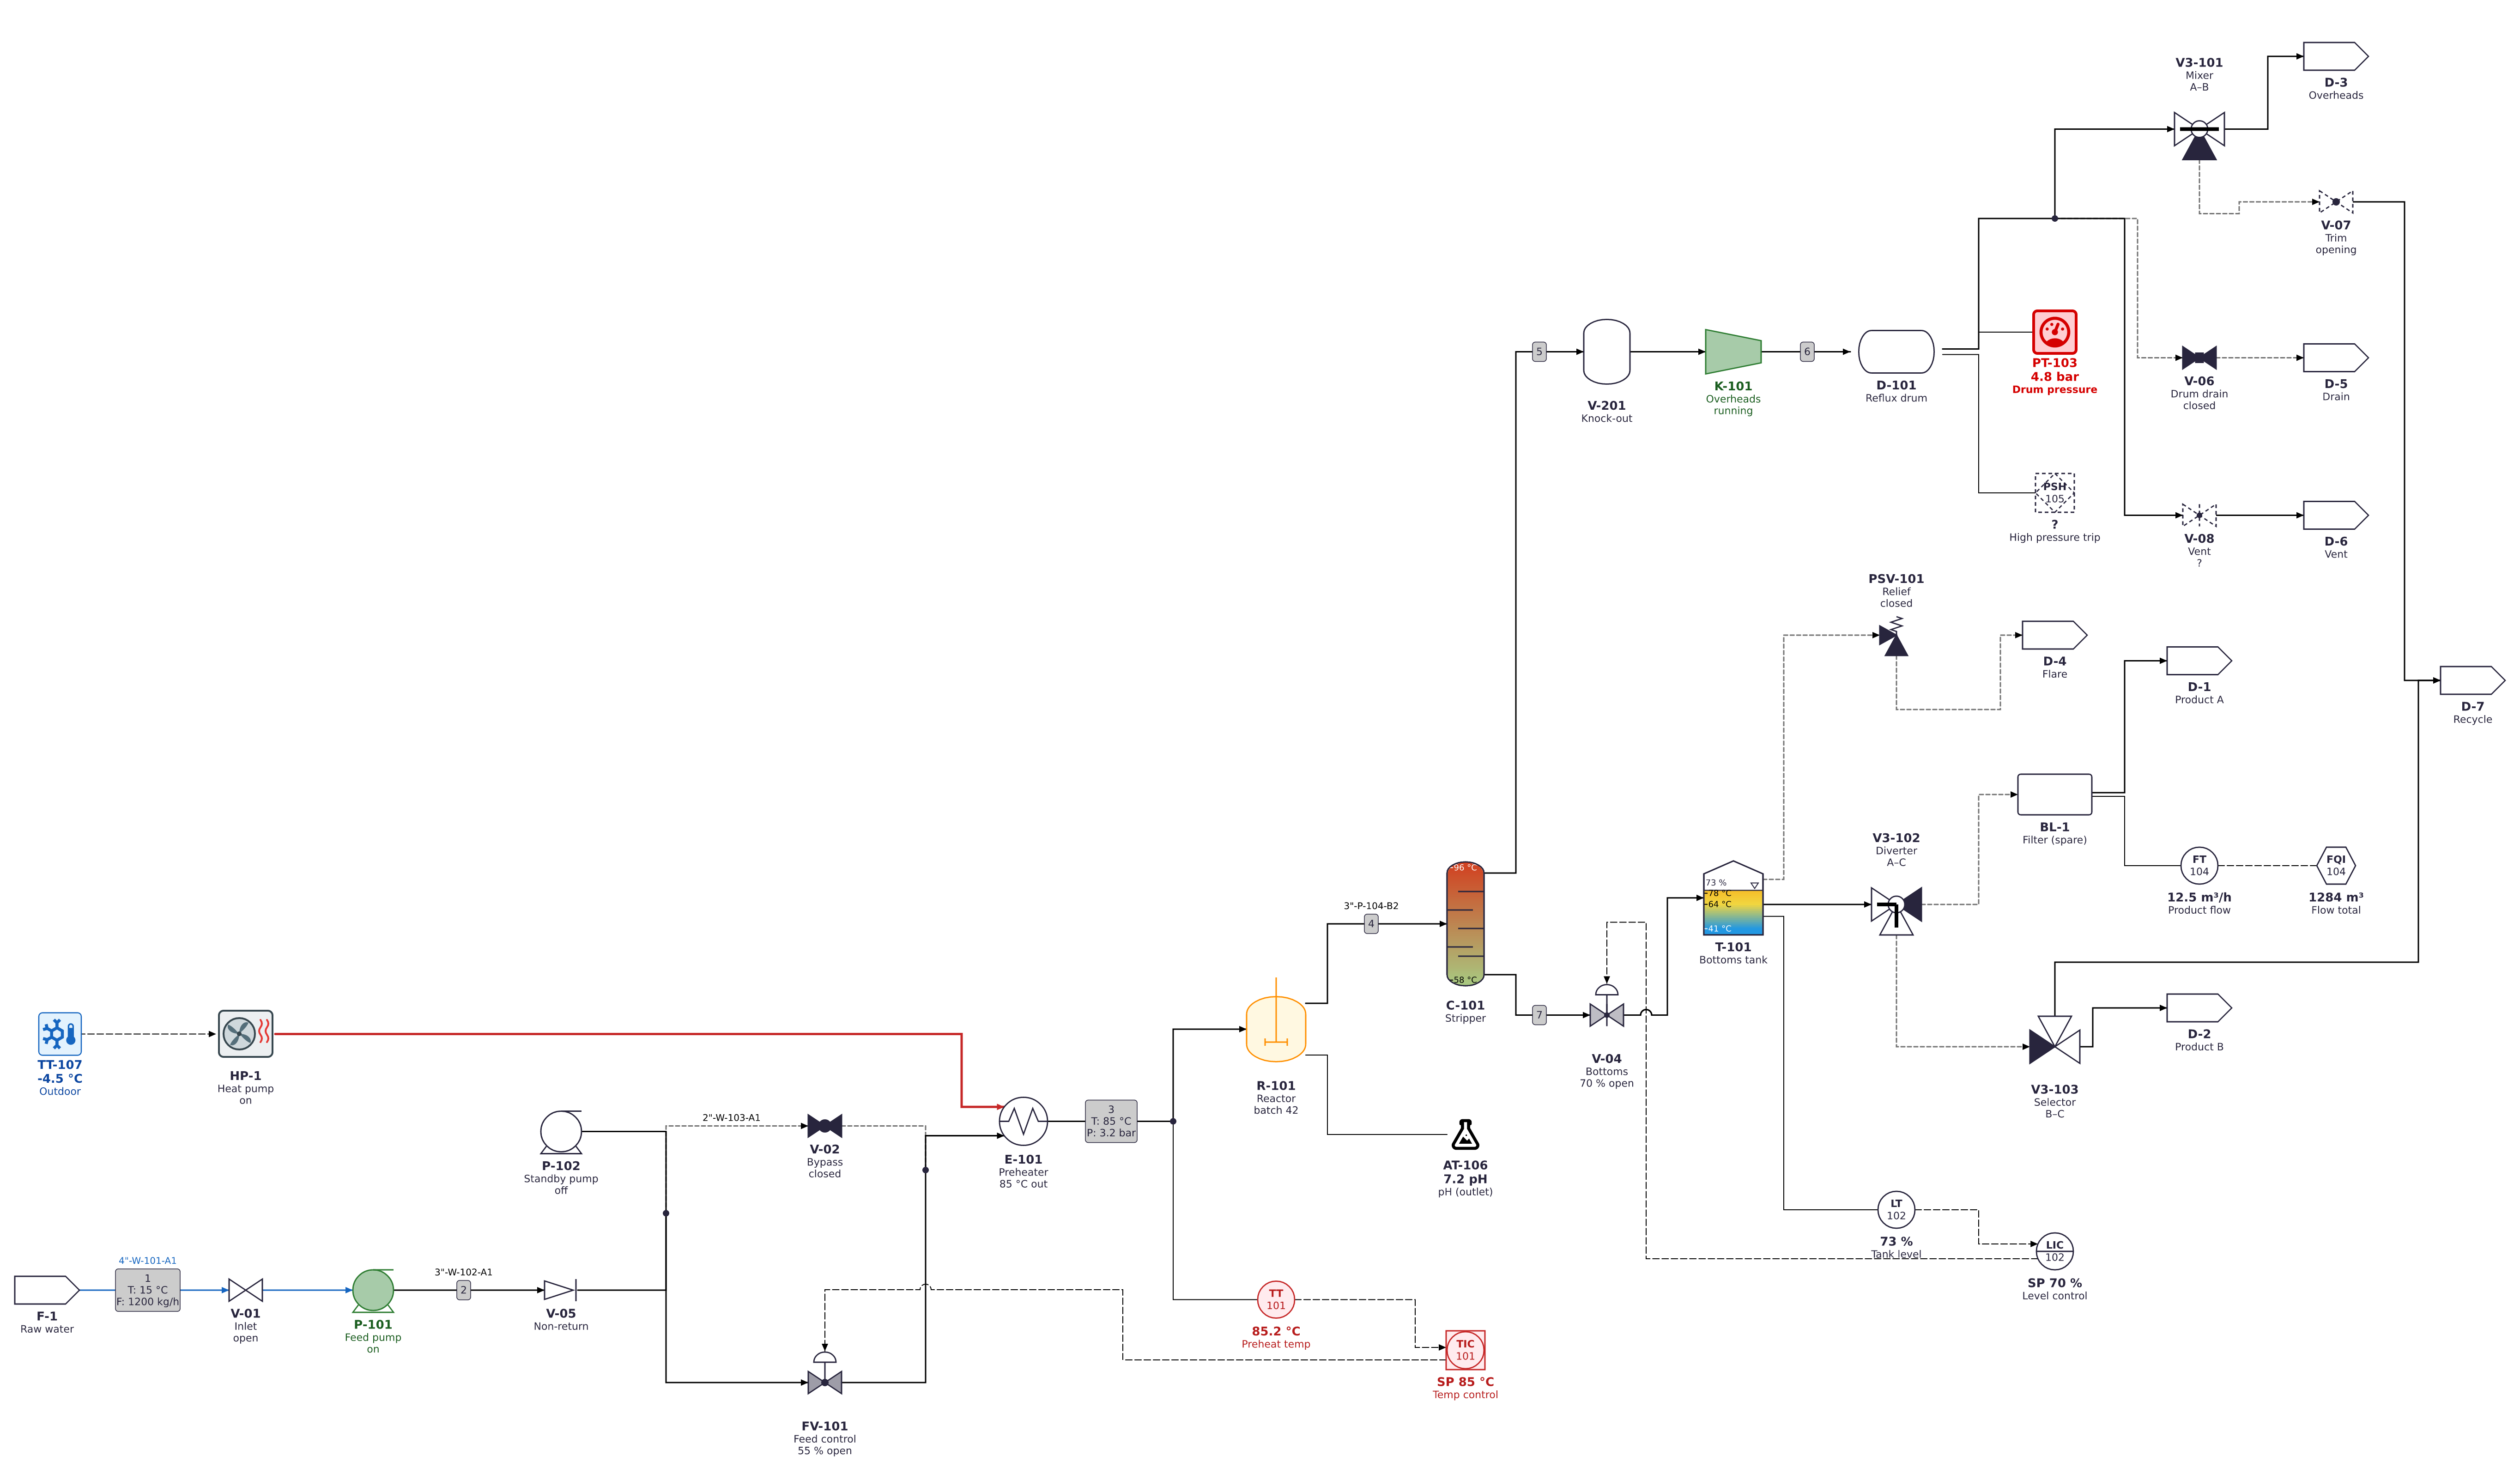 V3-101
Mixer
A–B
D-3
Overheads
V-07
Trim
opening
5
V-201
Knock-out
K-101
Overheads
running
6
D-101
Reflux drum
PT-103
4.8 bar
Drum pressure
V-06
Drum drain
closed
D-5
Drain
PSH
105
?
High pressure trip
V-08
Vent
?
D-6
Vent
PSV-101
Relief
closed
D-4
Flare
D-1
Product A
D-7
Recycle
BL-1
Filter (spare)
V3-102
Diverter
A–C
FT
104
12.5 m³/h
Product flow
FQI
104
1284 m³
Flow total
96 °C
58 °C
C-101
Stripper
3"-P-104-B2
4
7
V-04
Bottoms
70 % open
73 %
78 °C
64 °C
41 °C
T-101
Bottoms tank
D-2
Product B
V3-103
Selector
B–C
TT-107
-4.5 °C
Outdoor
HP-1
Heat pump
on
R-101
Reactor
batch 42
AT-106
7.2 pH
pH (outlet)
P-102
Standby pump
off
2"-W-103-A1
V-02
Bypass
closed
E-101
Preheater
85 °C out
3
T: 85 °C
P: 3.2 bar
LT
102
73 %
Tank level
LIC
102
SP 70 %
Level control
F-1
Raw water
4"-W-101-A1
1
T: 15 °C
F: 1200 kg/h
V-01
Inlet
open
P-101
Feed pump
on
3"-W-102-A1
2
V-05
Non-return
TT
101
85.2 °C
Preheat temp
TIC
101
SP 85 °C
Temp control
FV-101
Feed control
55 % open